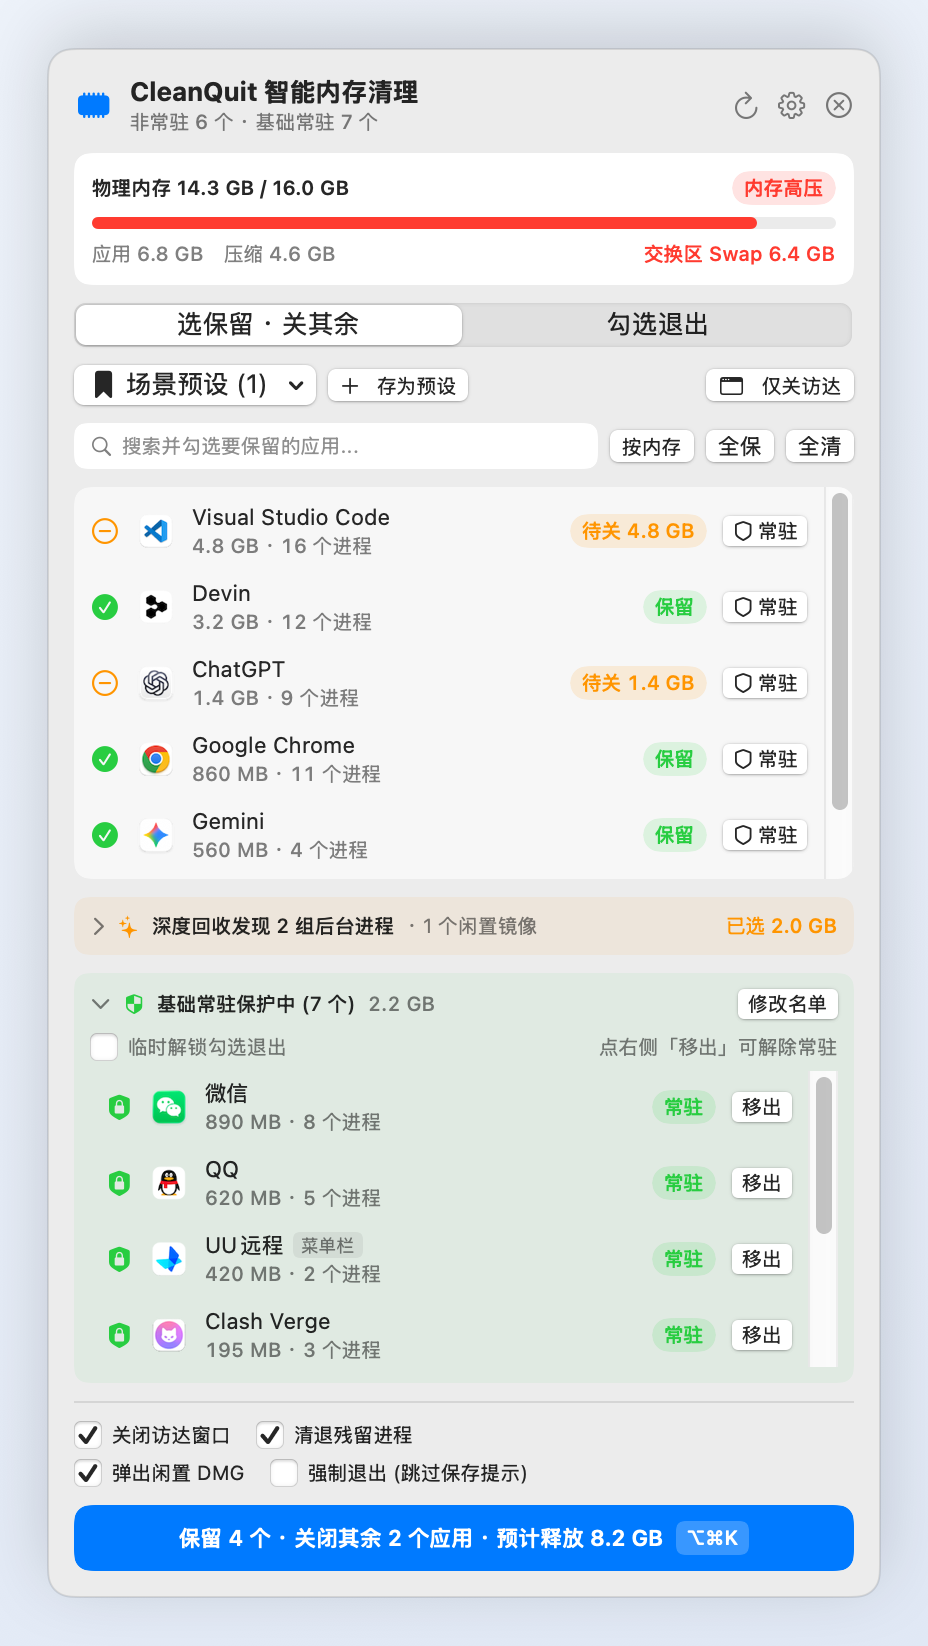 CleanQuit 智能内存清理
非常驻 6 个 · 基础常驻 7 个
物理内存 14.3 GB / 16.0 GB
内存高压
应用 6.8 GB 压缩 4.6 GB
交换区 Swap 6.4 GB
选保留 · 关其余
勾选退出
场景预设 (1)
存为预设
仅关访达
搜索并勾选要保留的应用...
按内存
全保
全清
Visual Studio Code
4.8 GB · 16 个进程
待关 4.8 GB
常驻
Devin
3.2 GB · 12 个进程
保留
常驻
ChatGPT
1.4 GB · 9 个进程
待关 1.4 GB
常驻
Google Chrome
860 MB · 11 个进程
保留
常驻
Gemini
560 MB · 4 个进程
保留
常驻
深度回收发现 2 组后台进程 · 1 个闲置镜像
已选 2.0 GB
基础常驻保护中 (7 个) 2.2 GB
修改名单
临时解锁勾选退出
点右侧「移出」可解除常驻
微信
890 MB · 8 个进程
常驻
移出
QQ
620 MB · 5 个进程
常驻
移出
UU远程 菜单栏
420 MB · 2 个进程
常驻
移出
Clash Verge
195 MB · 3 个进程
常驻
移出
关闭访达窗口
清退残留进程
弹出闲置 DMG
强制退出 (跳过保存提示)
保留 4 个 · 关闭其余 2 个应用 · 预计释放 8.2 GB ⌥⌘K